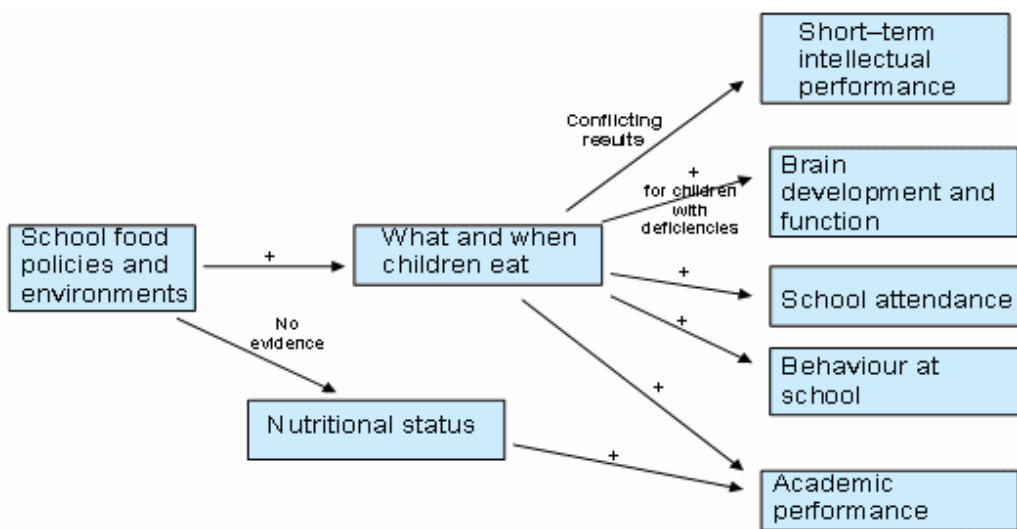 Short–term
intellectual
performance
Conflicting
results
+
for children
with
deficiencies
Brain
development and
function
School food
policies and
environments
+
What and when
children eat
+
School attendance
+
Behaviour at
school
No
evidence
Nutritional status
+
+
Academic
performance